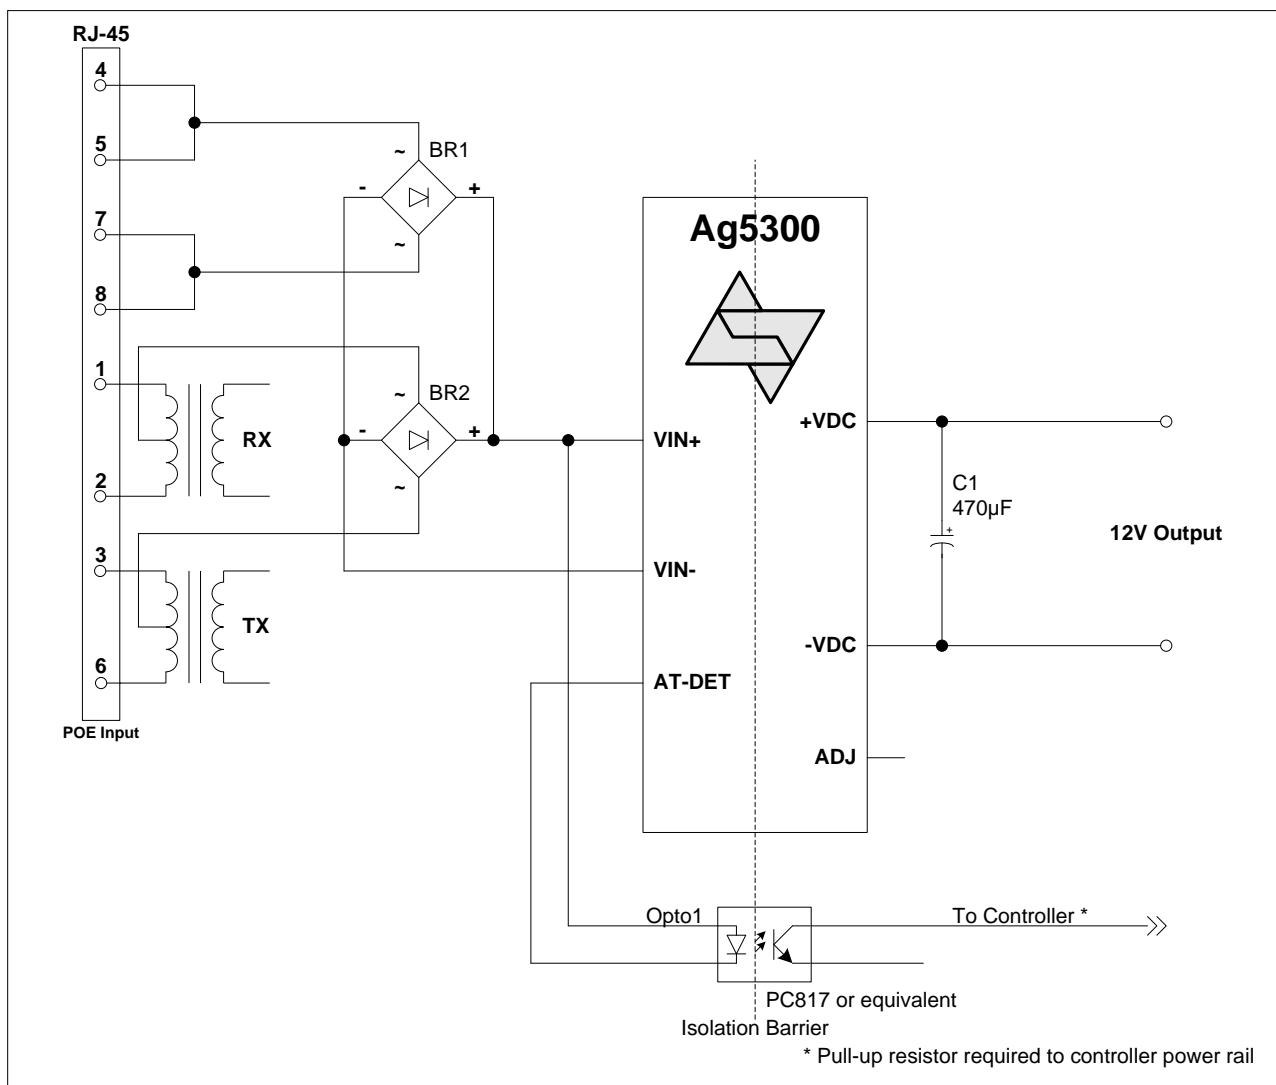 RJ-45
4
5
7
8
1
2
3
6
POE Input
~
BR1
-
+
~
~
BR2
-
+
~
RX
TX
Ag5300
VIN+
VIN-
AT-DET
+VDC
-VDC
ADJ
C1
470µF
+
12V Output
Opto1
To Controller *
PC817 or equivalent
Isolation Barrier
* Pull-up resistor required to controller power rail